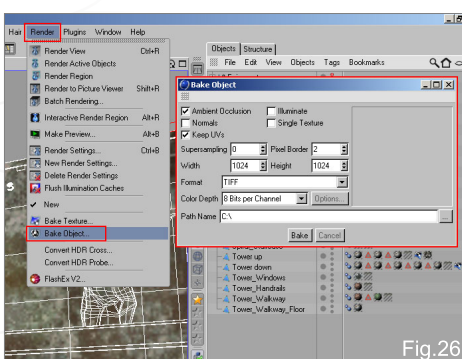 Hair Render Plugins Window Help
Render View Ctrl+R
Render Active Objects
Render Region
Render to Picture Viewer Shift+R
Batch Rendering...
Interactive Render Region Alt+R
Make Preview... Alt+B
Render Settings... Ctrl+B
New Render Settings...
Delete Render Settings
Flush Illumination Caches
New
Bake Texture...
Bake Object...
Convert HDR Cross...
Convert HDR Probe...
FlashEx V2...
Objects Structure
File Edit View Objects Tags Bookmarks
Bake Object
Ambient Occlusion Illuminate
Normals Single Texture
Keep UVs
Supersampling 0 Pixel Border 2
Width 1024 Height 1024
Format TIFF
Color Depth 8 Bits per Channel Options...
Path Name C:\ ...
Bake Cancel
Tower up
Tower down
Tower_Windows
Tower_Handrails
Tower_Walkway
Tower_Walkway_Floor
Fig.26